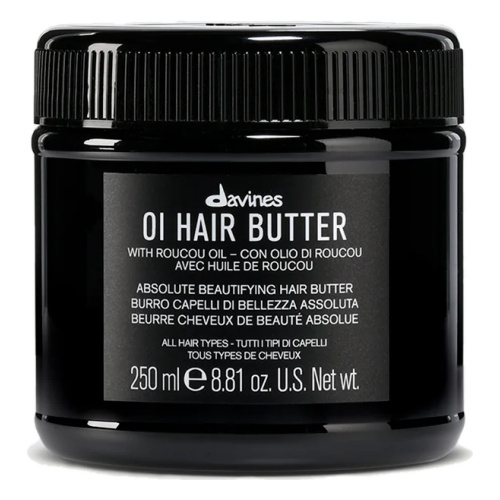 davines
OI HAIR BUTTER
WITH ROUCOU OIL – CON OLIO DI ROUCOU
AVEC HUILE DE ROUCOU
ABSOLUTE BEAUTIFYING HAIR BUTTER
BURRO CAPELLI DI BELLEZZA ASSOLUTA
BEURRE CHEVEUX DE BEAUTÉ ABSOLUE
ALL HAIR TYPES - TUTTI I TIPI DI CAPELLI
TOUS TYPES DE CHEVEUX
250 ml ℮ 8.81 oz. U.S. Net wt.